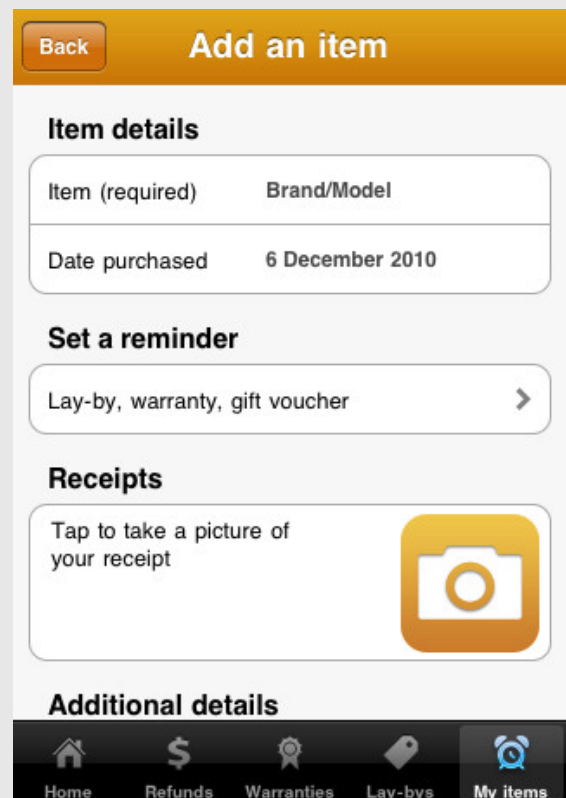 Back
Add an item
Item details
Item (required) Brand/Model
Date purchased 6 December 2010
Set a reminder
Lay-by, warranty, gift voucher
Receipts
Tap to take a picture of
your receipt
Additional details
Home Refunds Warranties Lay-bys My items